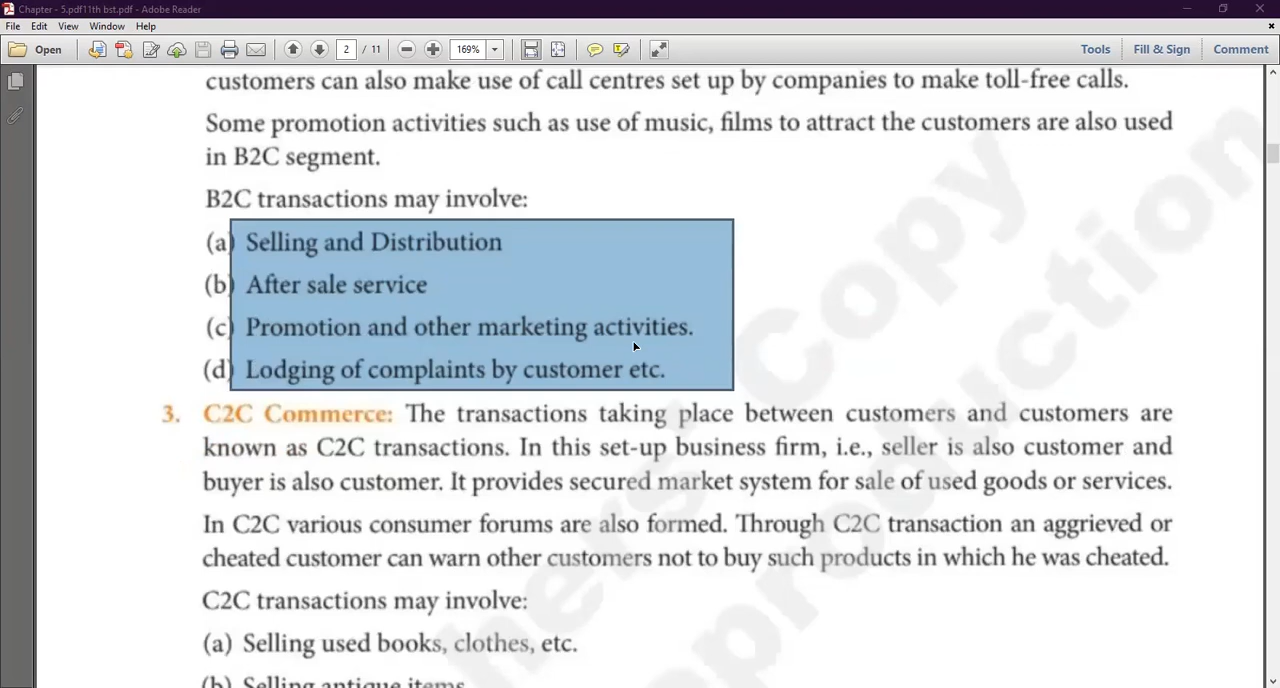 Chapter - 5.pdf11th bst.pdf - Adobe Reader
File Edit View Window Help
Open 2 / 11 169% Tools Fill & Sign Comment
customers can also make use of call centres set up by companies to make toll-free calls.
Some promotion activities such as use of music, films to attract the customers are also used
in B2C segment.
B2C transactions may involve:
(a) Selling and Distribution
(b) After sale service
(c) Promotion and other marketing activities.
(d) Lodging of complaints by customer etc.
3. C2C Commerce: The transactions taking place between customers and customers are
known as C2C transactions. In this set-up business firm, i.e., seller is also customer and
buyer is also customer. It provides secured market system for sale of used goods or services.
In C2C various consumer forums are also formed. Through C2C transaction an aggrieved or
cheated customer can warn other customers not to buy such products in which he was cheated.
C2C transactions may involve:
(a) Selling used books, clothes, etc.
(b) Selling antique items